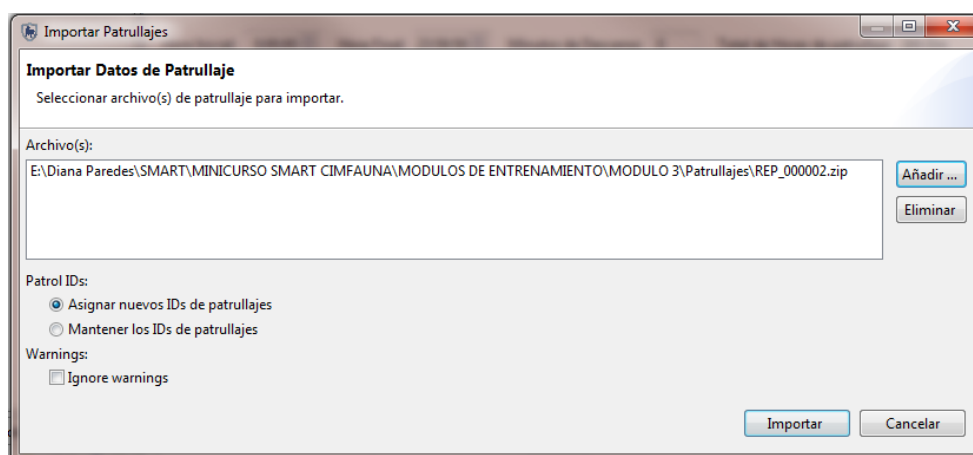 Importar Patrullajes
Importar Datos de Patrullaje
Seleccionar archivo(s) de patrullaje para importar.
Archivo(s):
E:\Diana Paredes\SMART\MINICURSO SMART CIMFAUNA\MODULOS DE ENTRENAMIENTO\MODULO 3\Patrullajes\REP_000002.zip
Añadir ...
Eliminar
Patrol IDs:
Asignar nuevos IDs de patrullajes
Mantener los IDs de patrullajes
Warnings:
Ignore warnings
Importar
Cancelar